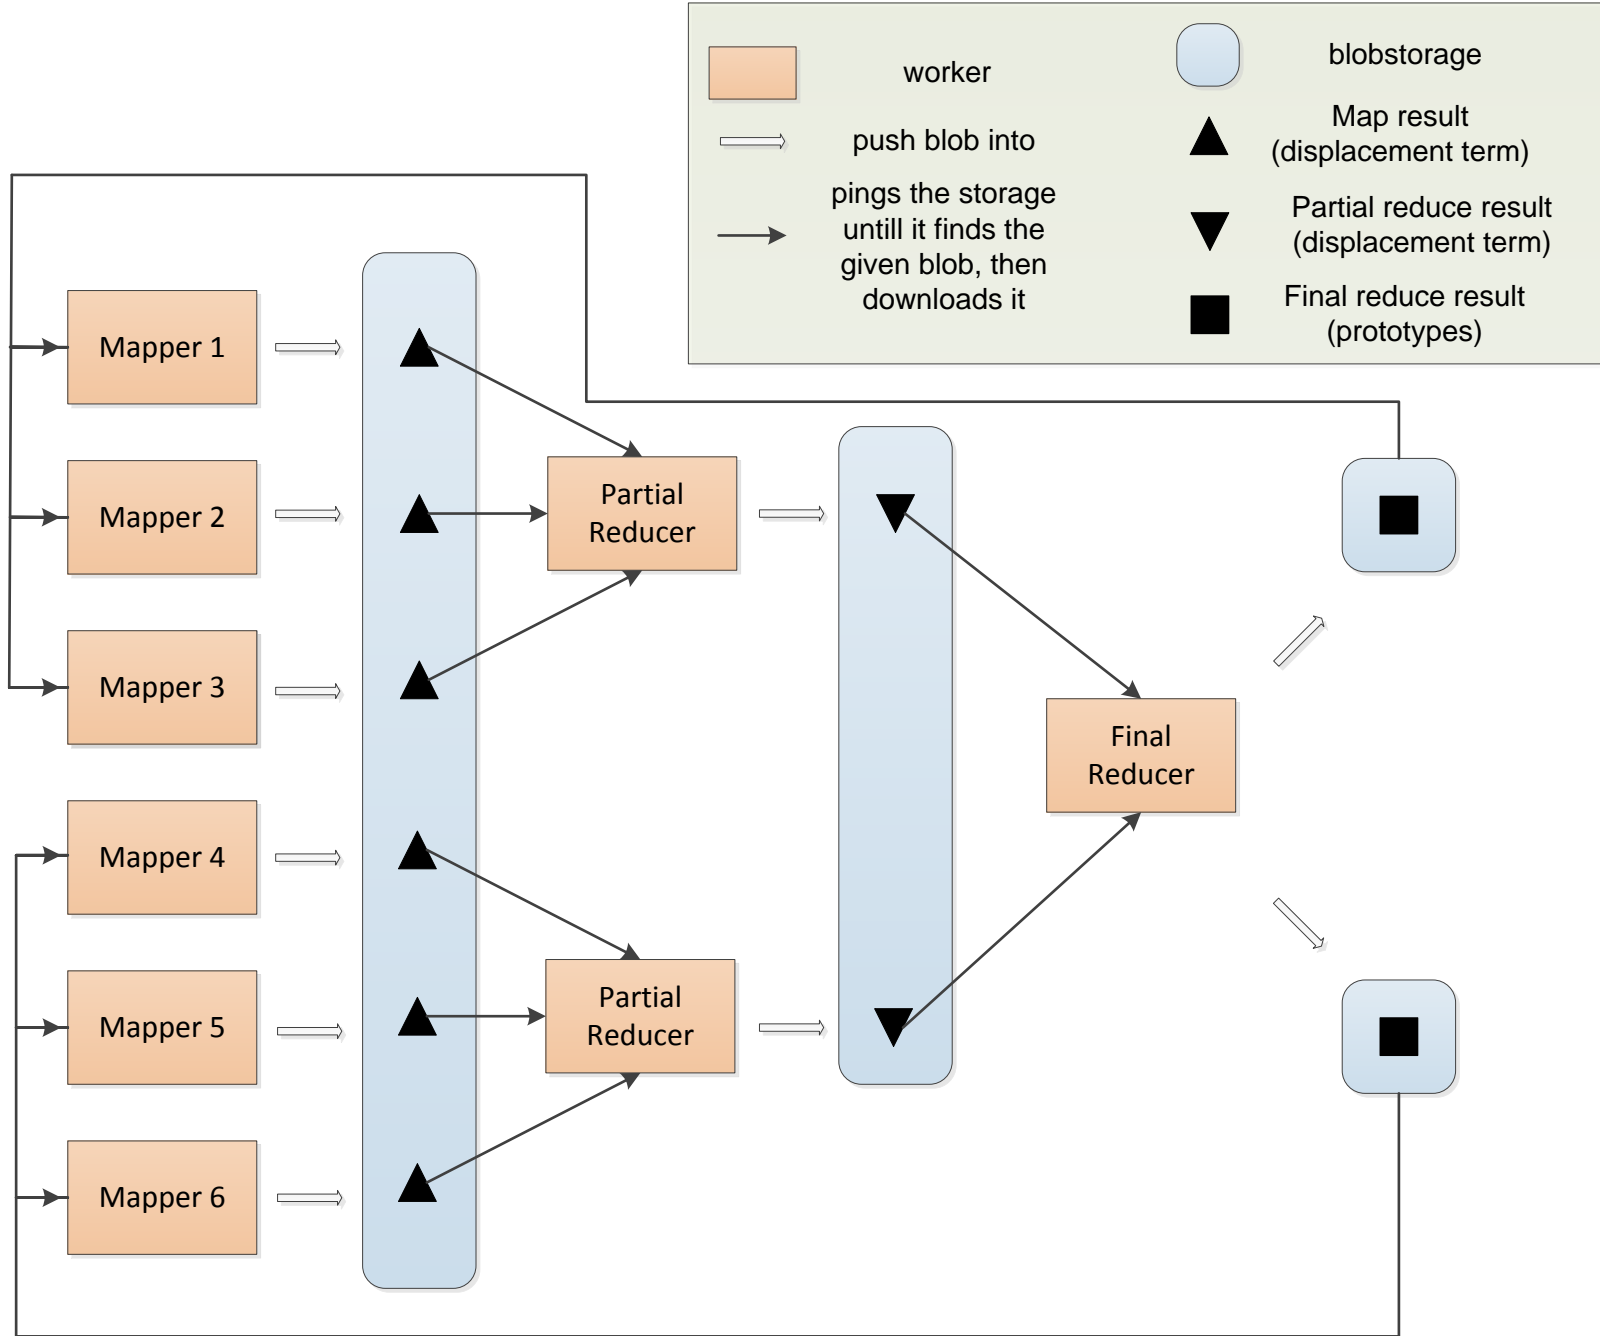 worker
push blob into
pings the storage
untill it finds the
given blob, then
downloads it
blobstorage
Map result
(displacement term)
Partial reduce result
(displacement term)
Final reduce result
(prototypes)
Mapper 1
Mapper 2
Mapper 3
Mapper 4
Mapper 5
Mapper 6
Partial
Reducer
Partial
Reducer
Final
Reducer